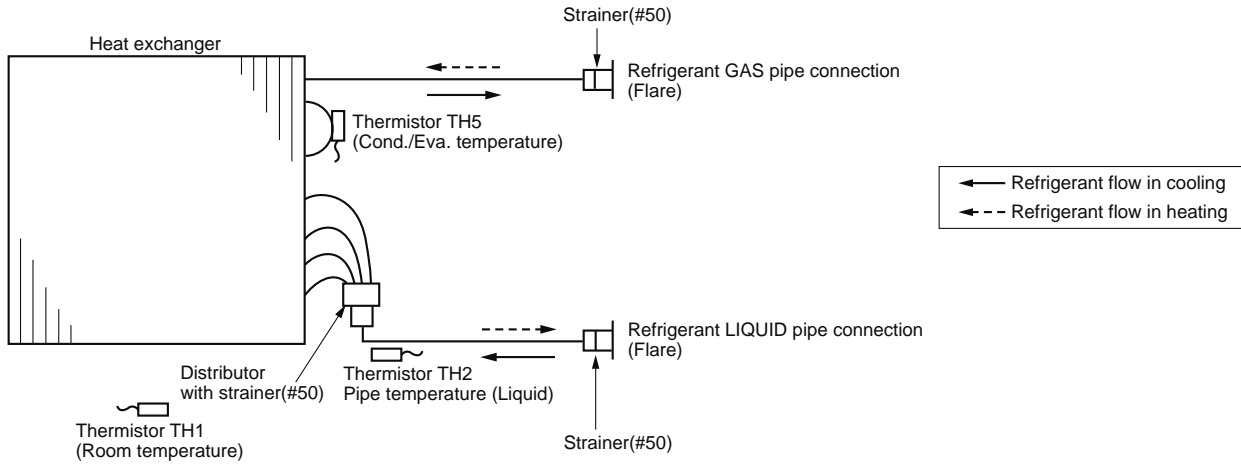 Strainer(#50)
Heat exchanger
Refrigerant GAS pipe connection
(Flare)
Thermistor TH5
(Cond./Eva. temperature)
Refrigerant flow in cooling
Refrigerant flow in heating
Refrigerant LIQUID pipe connection
(Flare)
Distributor
with strainer(#50)
Thermistor TH2
Pipe temperature (Liquid)
Thermistor TH1
(Room temperature)
Strainer(#50)